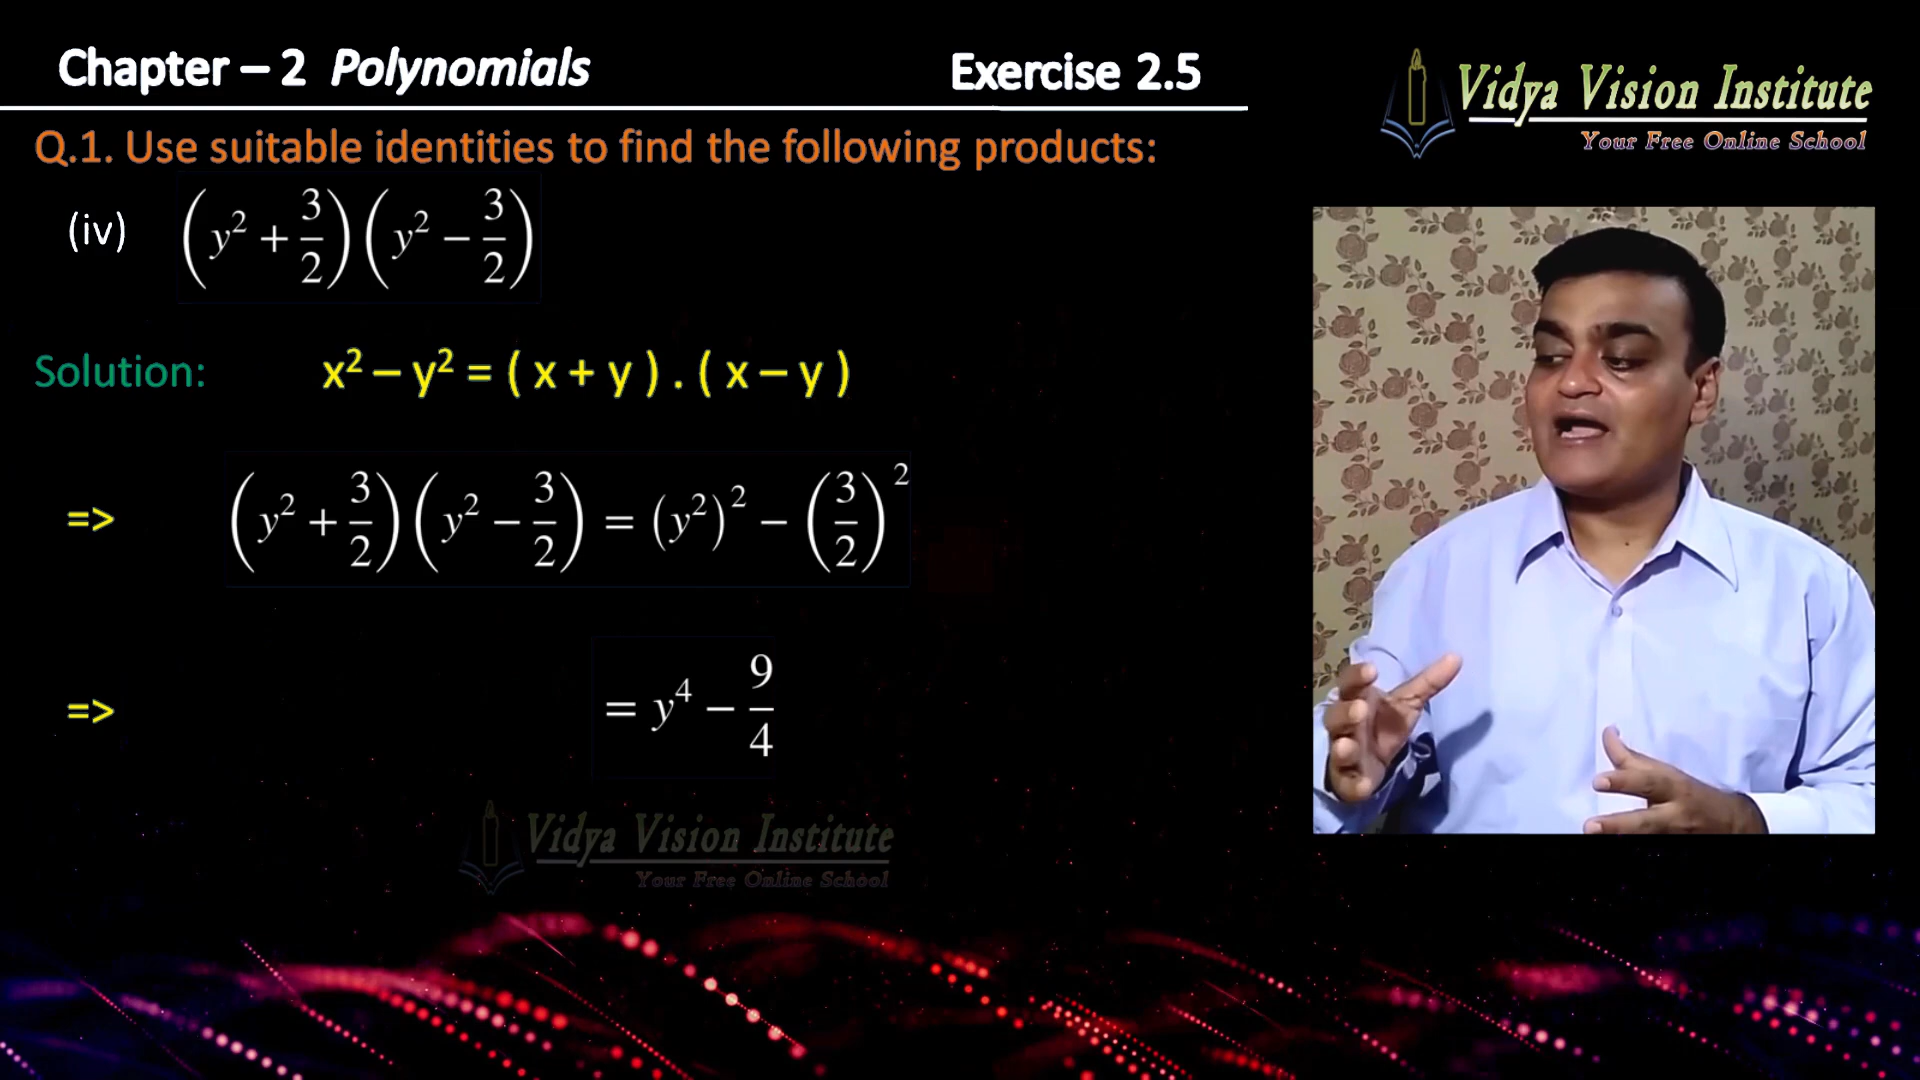 Chapter – 2 Polynomials
Exercise 2.5
Vidya Vision Institute
Your Free Online School
Q.1. Use suitable identities to find the following products:
(iv) (y² + 3/2)(y² − 3/2)
Solution: x² – y² = ( x + y ) . ( x – y )
=> (y² + 3/2)(y² − 3/2) = (y²)² − (3/2)²
=> = y⁴ − 9/4
Vidya Vision Institute
Your Free Online School